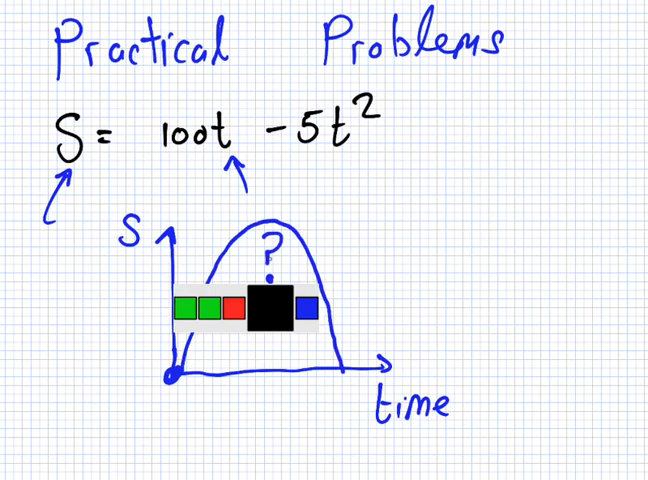 Practical Problems
S = 100t - 5t²
S
?
time